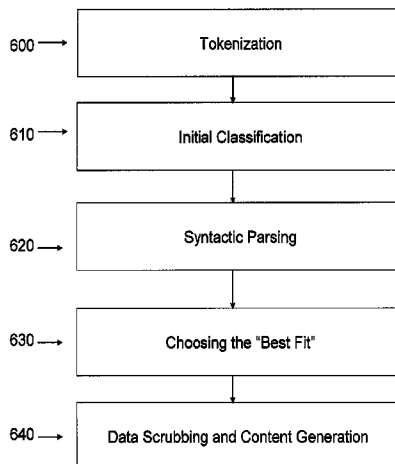 600 Tokenization
610 Initial Classification
620 Syntactic Parsing
630 Choosing the "Best Fit"
640 Data Scrubbing and Content Generation